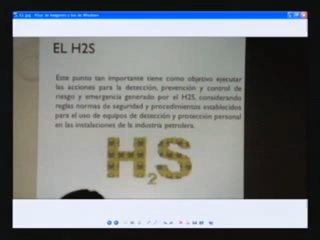 EL H2S
Este punto tan importante tiene como objetivo ejecutar
las acciones para la detección, prevención y control de
riesgo y emergencia generado por el H2S, considerando
reglas normas de seguridad y procedimientos establecidos
para el uso de equipos de detección y protección personal
en las instalaciones de la industria petrolera.
H2S